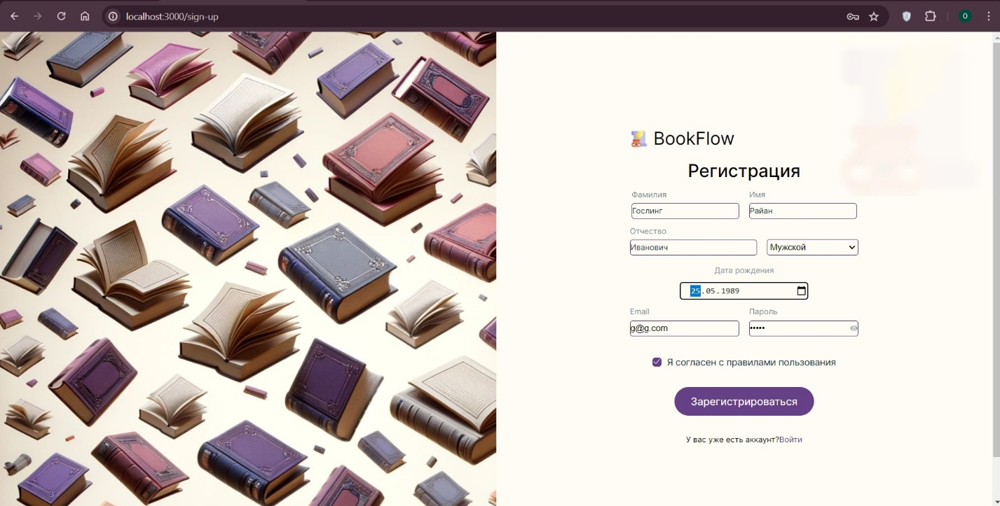 localhost:3000/sign-up
O
BookFlow
Регистрация
Фамилия Имя
Гослинг Райан
Отчество
Иванович Мужской
Дата рождения
25.05.1989
Email Пароль
g@g.com •••••
Я согласен с правилами пользования
Зарегистрироваться
У вас уже есть аккаунт?Войти